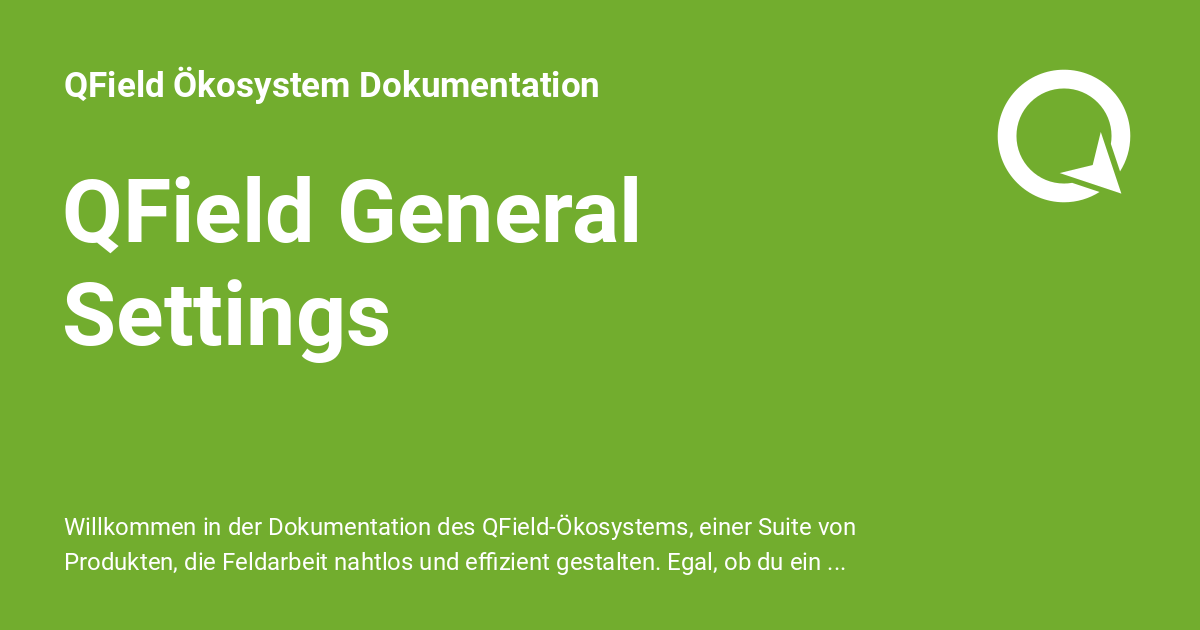 QField Ökosystem Dokumentation
QField General
Settings
Willkommen in der Dokumentation des QField-Ökosystems, einer Suite von
Produkten, die Feldarbeit nahtlos und effizient gestalten. Egal, ob du ein ...